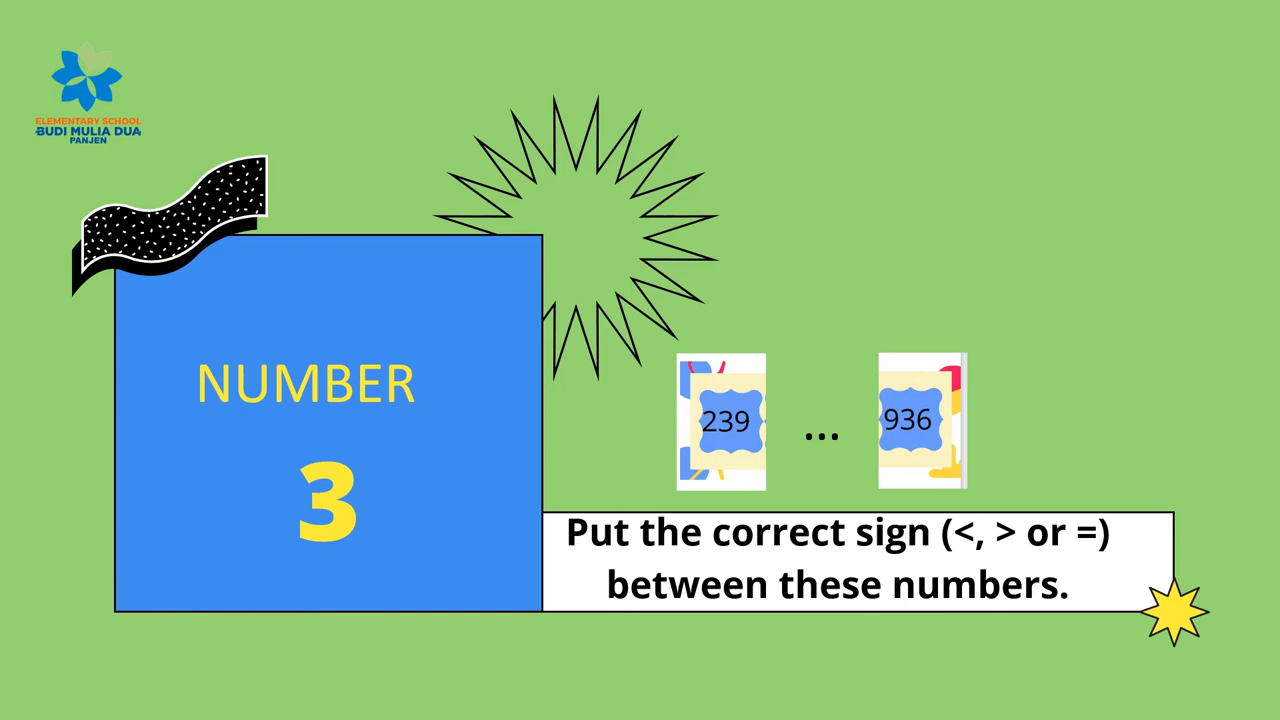 ELEMENTARY SCHOOL
BUDI MULIA DUA
PANJEN
NUMBER
3
239 ... 936
Put the correct sign (<, > or =)
between these numbers.